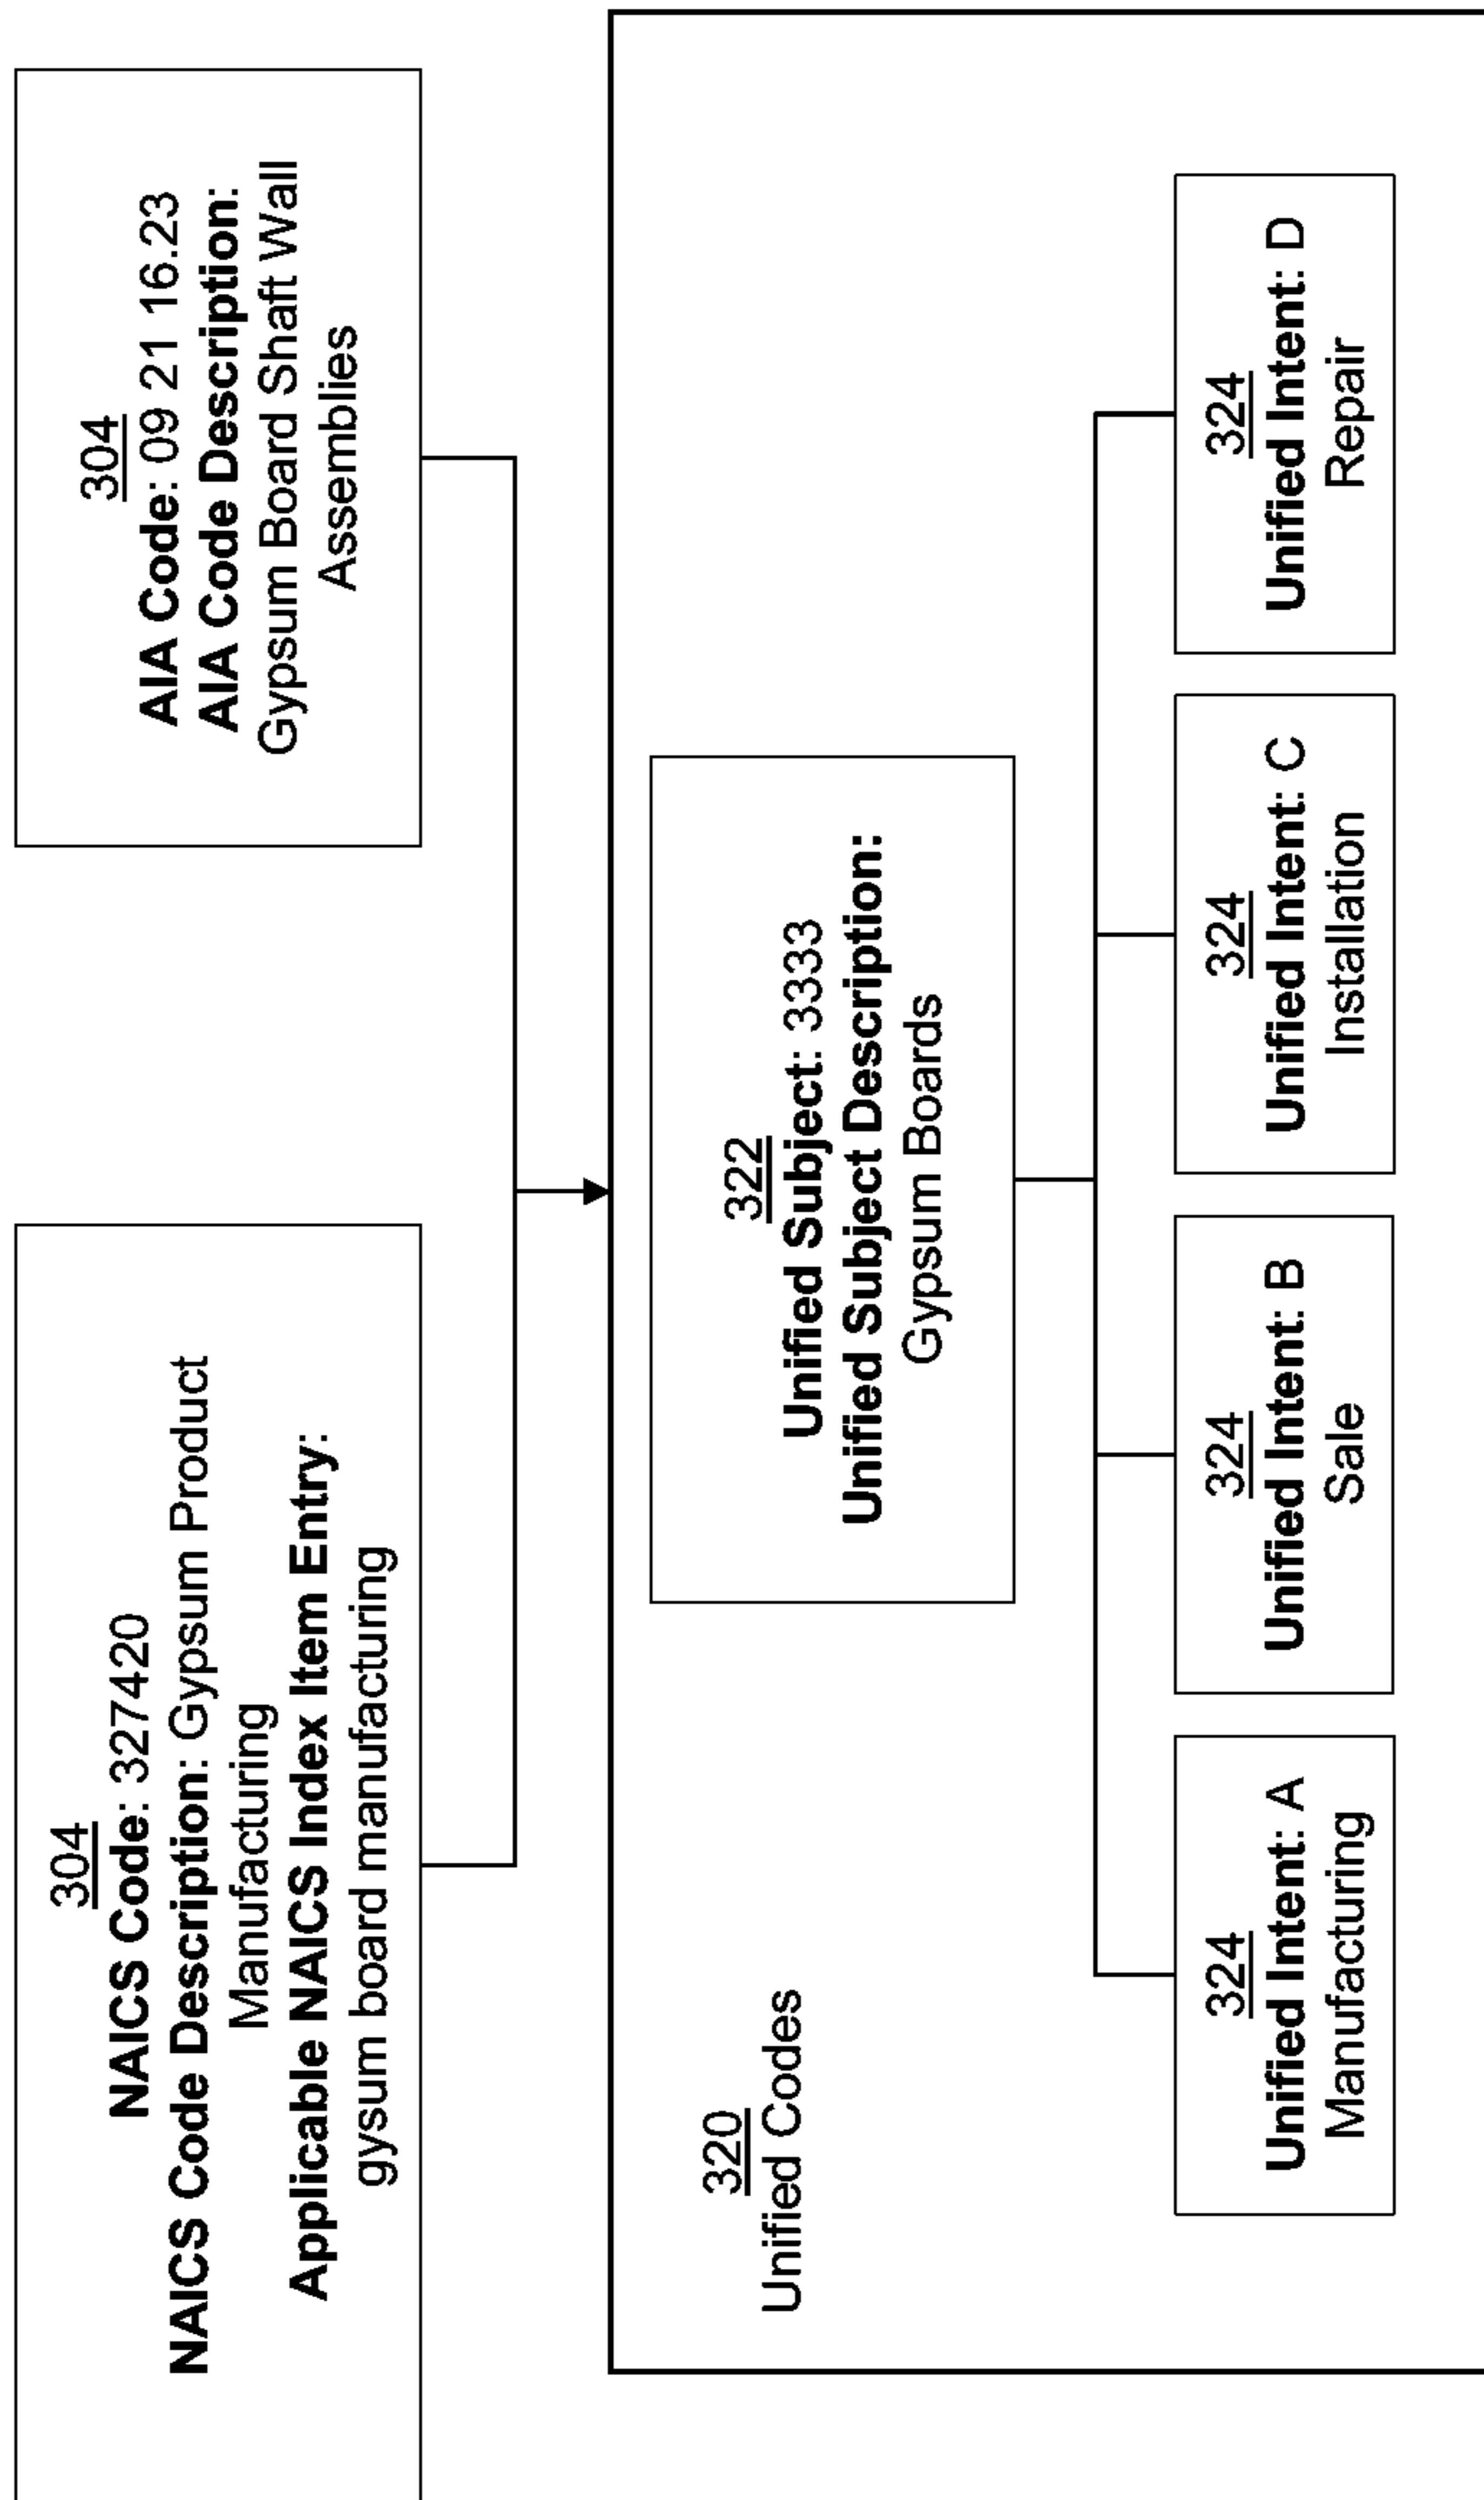 304
NAICS Code: 327420
NAICS Code Description: Gypsum Product
Manufacturing
Applicable NAICS Index Item Entry:
gysum board manufacturing
304
AIA Code: 09 21 16.23
AIA Code Description:
Gypsum Board Shaft Wall
Assemblies
320
Unified Codes
322
Unified Subject: 3333
Unified Subject Description:
Gypsum Boards
324
Unified Intent: A
Manufacturing
324
Unified Intent: B
Sale
324
Unified Intent: C
Installation
324
Unified Intent: D
Repair